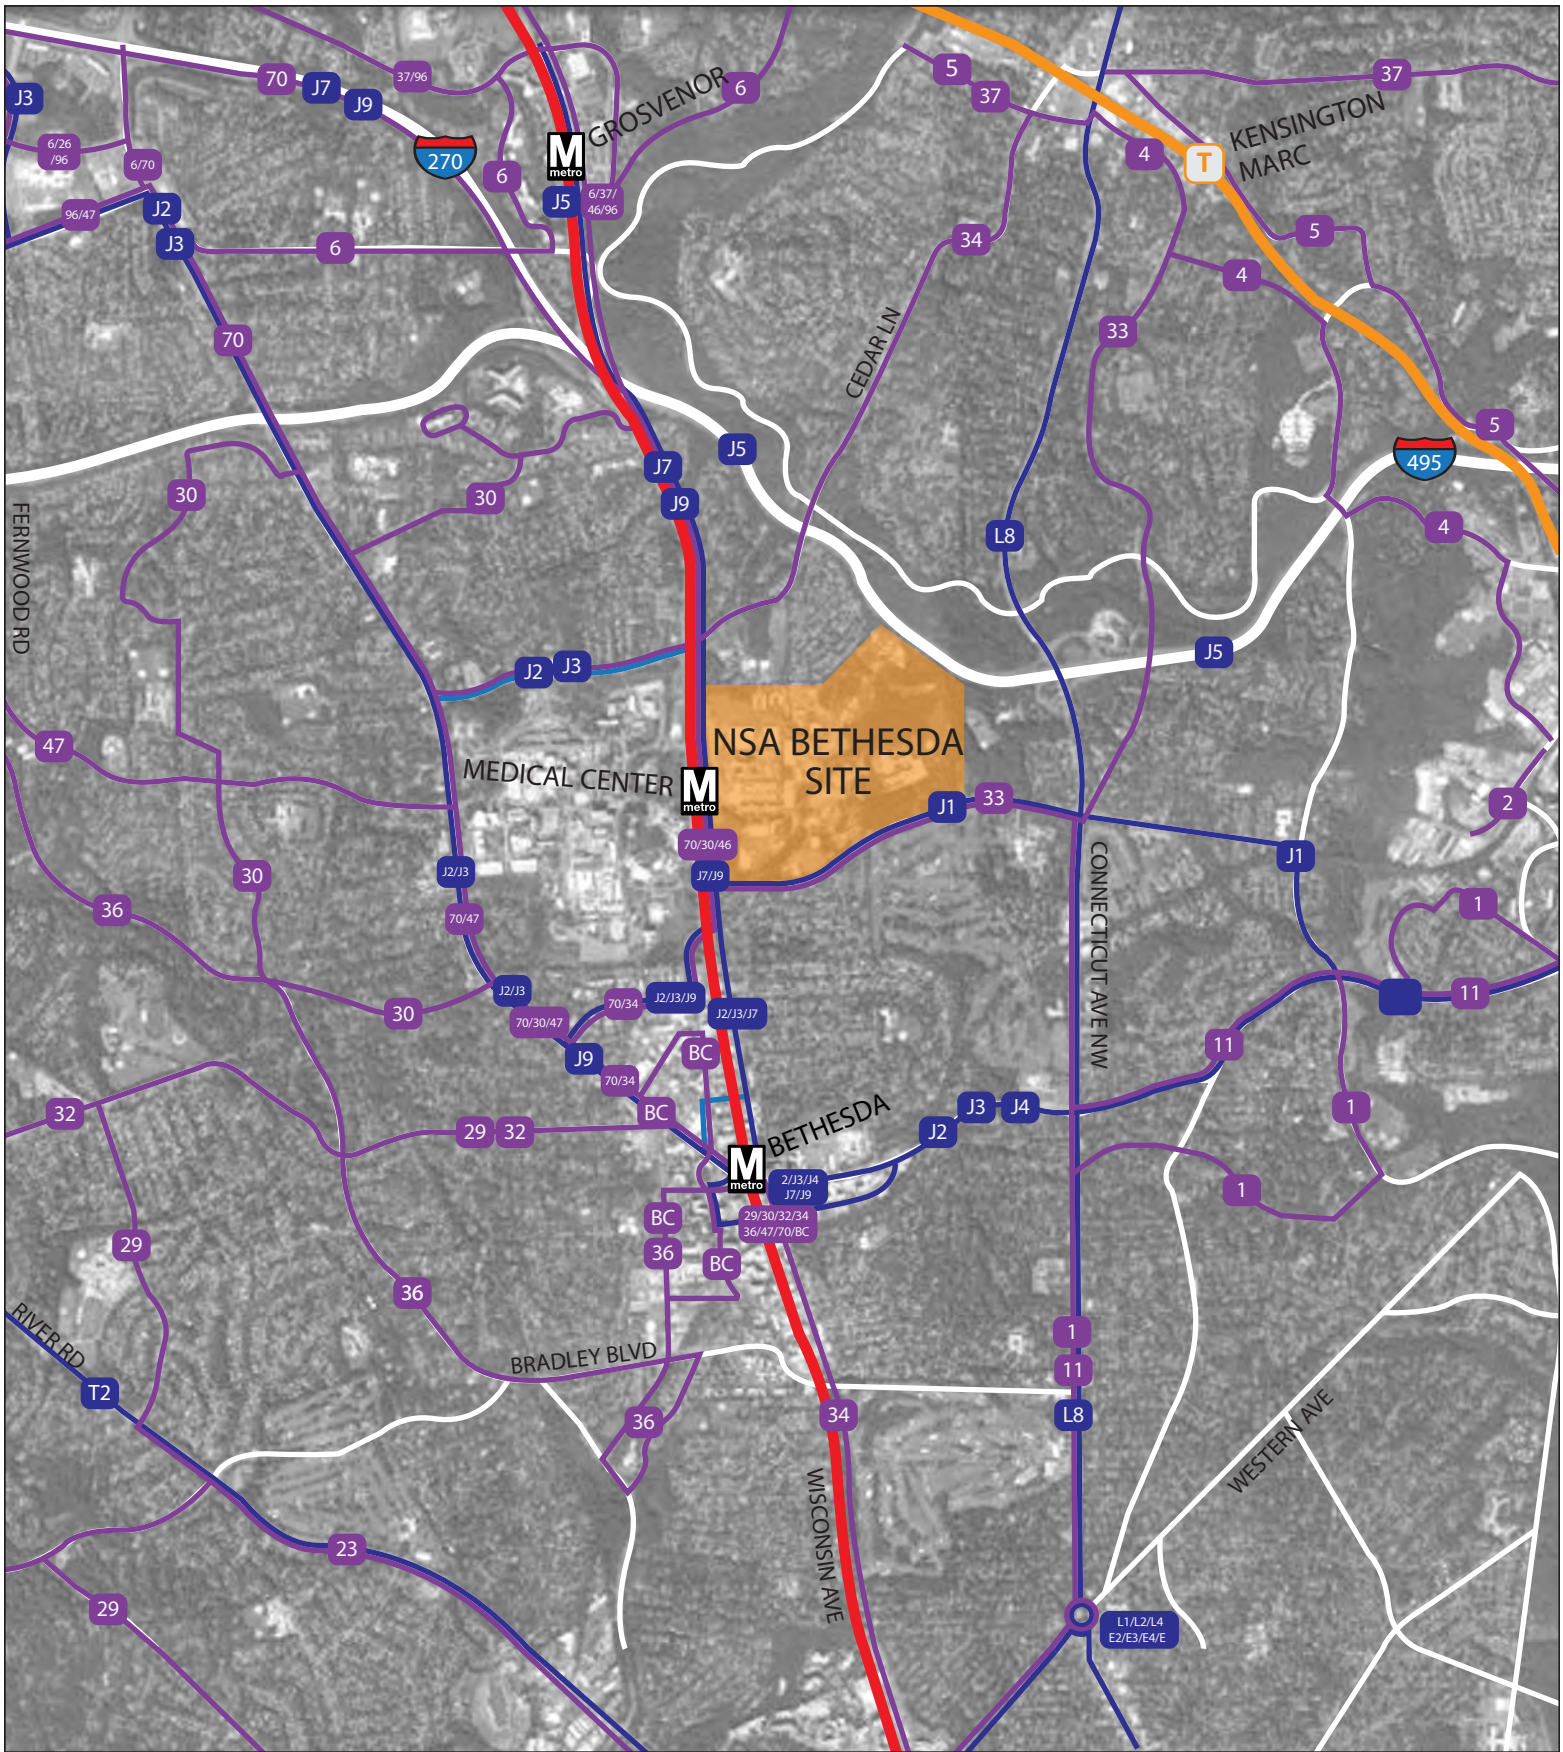 70
J7
J9
37/96
J3
270
M
metro
GROSVENOR
6
5
37
37
KENSINGTON
MARC
T
4
6/26
/96
6/70
6
J5
6/37/
46/96
96/47
J2
J3
6
34
5
4
70
33
CEDAR LN
J5
5
495
J7
J9
30
30
4
L8
FERNWOOD RD
J2
J3
J5
47
NSA BETHESDA
SITE
MEDICAL CENTER
M
metro
J1
33
2
70/30/46
J7/J9
J1
30
J2/J3
36
70/47
CONNECTICUT AVE NW
1
J2/J3
70/34
J2/J3/J9
J2/J3/J7
11
30
70/30/47
J9
BC
11
70/34
32
BC
29
32
BETHESDA
J2
J3
J4
1
M
metro
2/J3/J4
J7/J9
1
29/30/32/34
36/47/70/BC
BC
36
BC
29
36
RIVER RD
BRADLEY BLVD
1
11
L8
T2
36
34
WESTERN AVE
WISCONSIN AVE
23
29
L1/L2/L4
E2/E3/E4/E